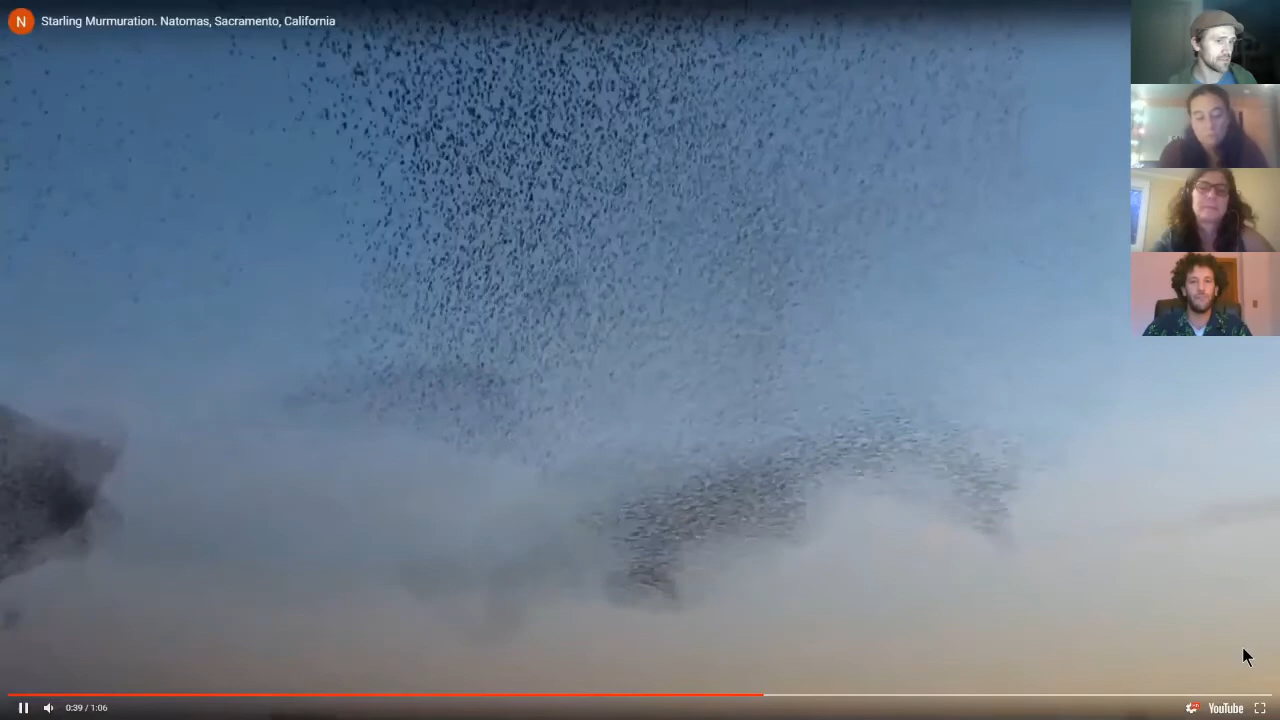 N
Starling Murmuration. Natomas, Sacramento, California
0:39 / 1:06
YouTube